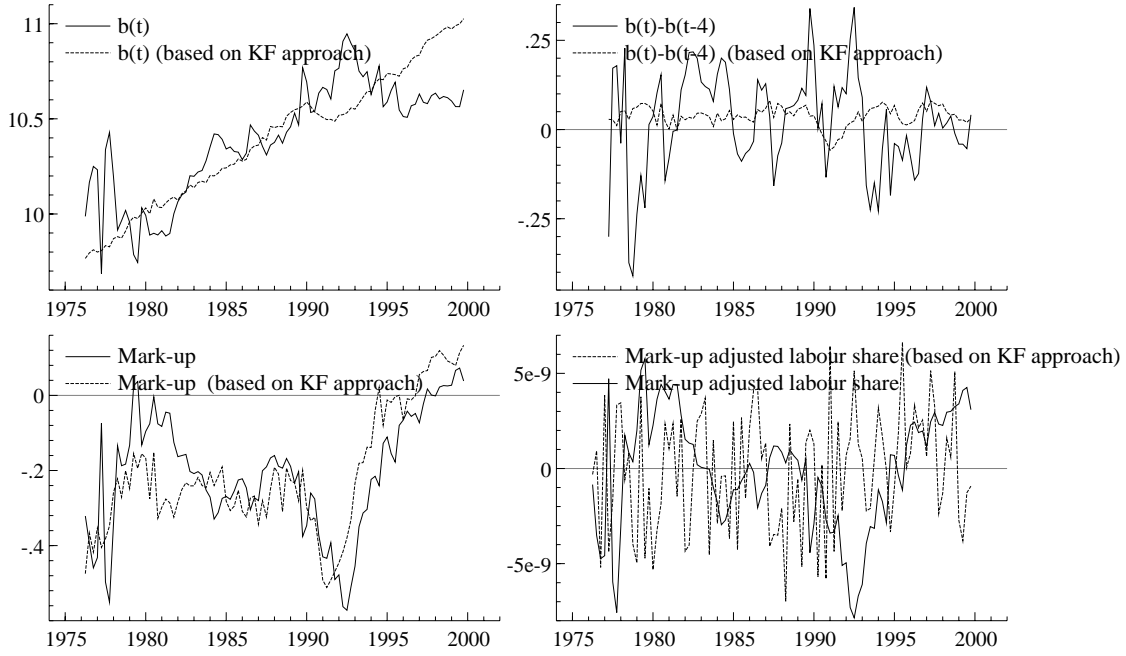 11
10.5
10
b(t)
b(t) (based on KF approach)
1975 1980 1985 1990 1995 2000
.25
0
-.25
b(t)-b(t-4)
b(t)-b(t-4) (based on KF approach)
1975 1980 1985 1990 1995 2000
0
-.2
-.4
Mark-up
Mark-up (based on KF approach)
1975 1980 1985 1990 1995 2000
5e-9
0
-5e-9
Mark-up adjusted labour share (based on KF approach)
Mark-up adjusted labour share
1975 1980 1985 1990 1995 2000